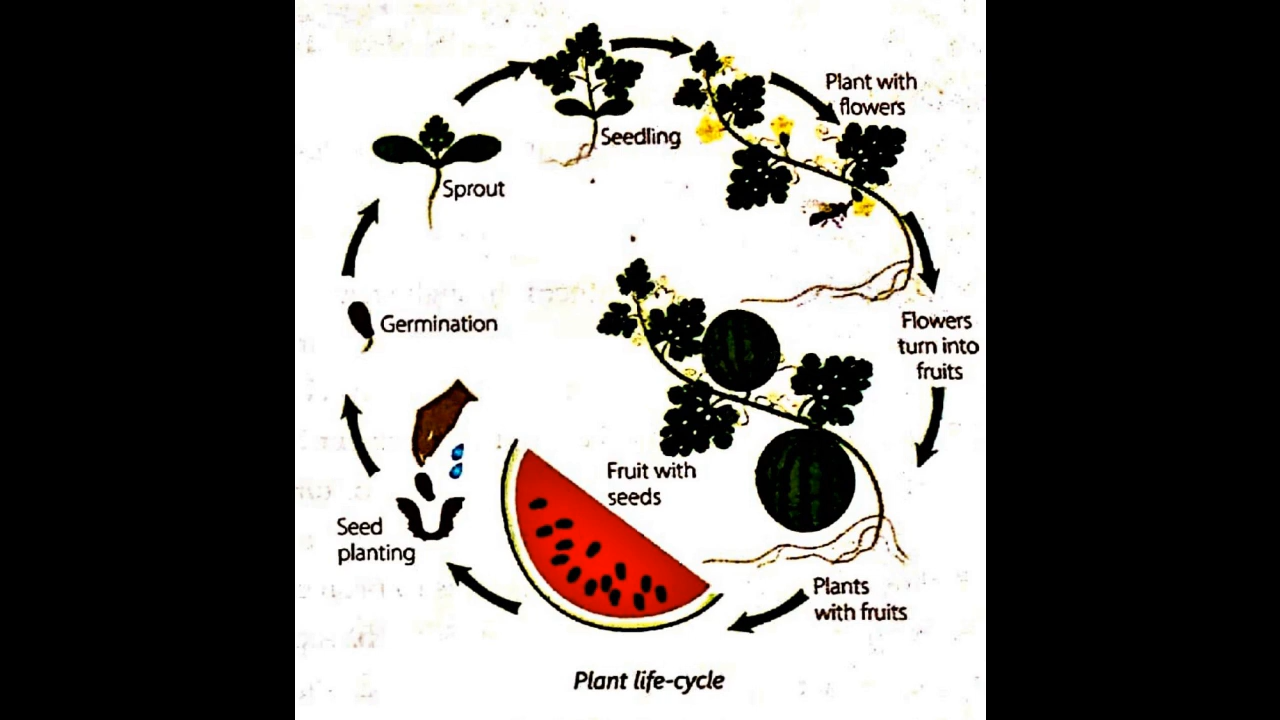 Plant with
flowers
Seedling
Sprout
Germination
Flowers
turn into
fruits
Fruit with
seeds
Seed
planting
Plants
with fruits
Plant life-cycle